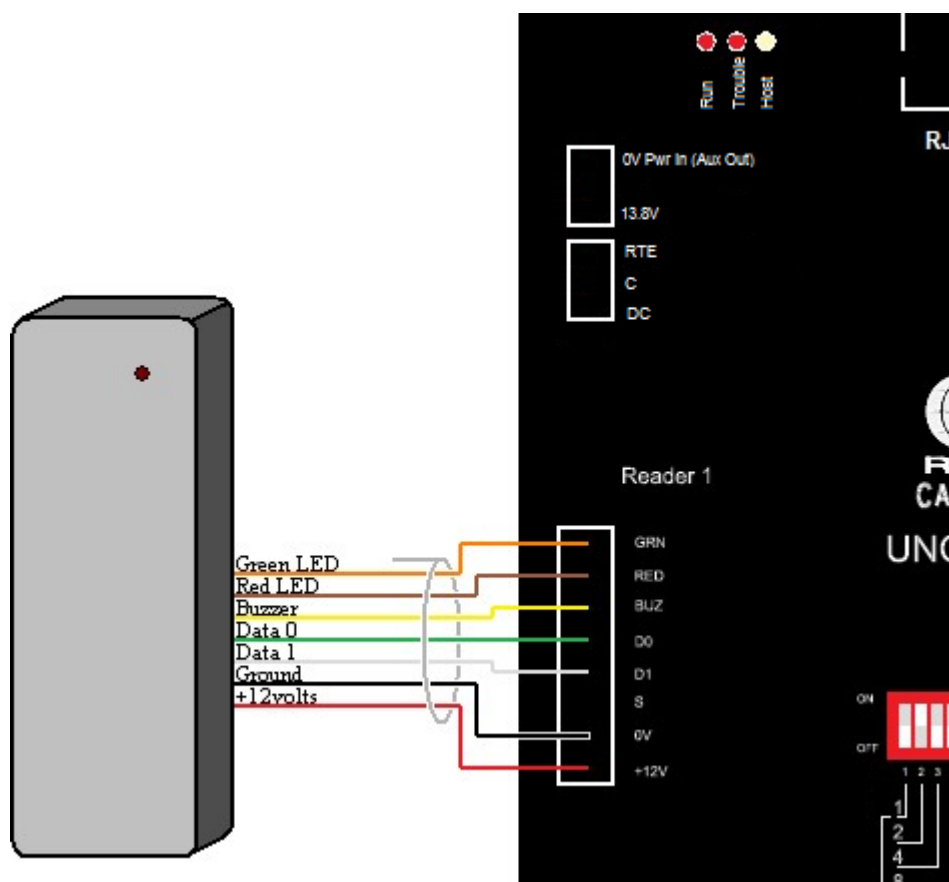 Run
Trouble
Host
RJ
0V Pwr In (Aux Out)
13.8V
RTE
C
DC
Reader 1
CA
UNC
Green LED
Red LED
Buzzer
Data 0
Data 1
Ground
+12volts
GRN
RED
BUZ
D0
D1
S
0V
+12V
ON
OFF
1 2 3
1
2
4
8